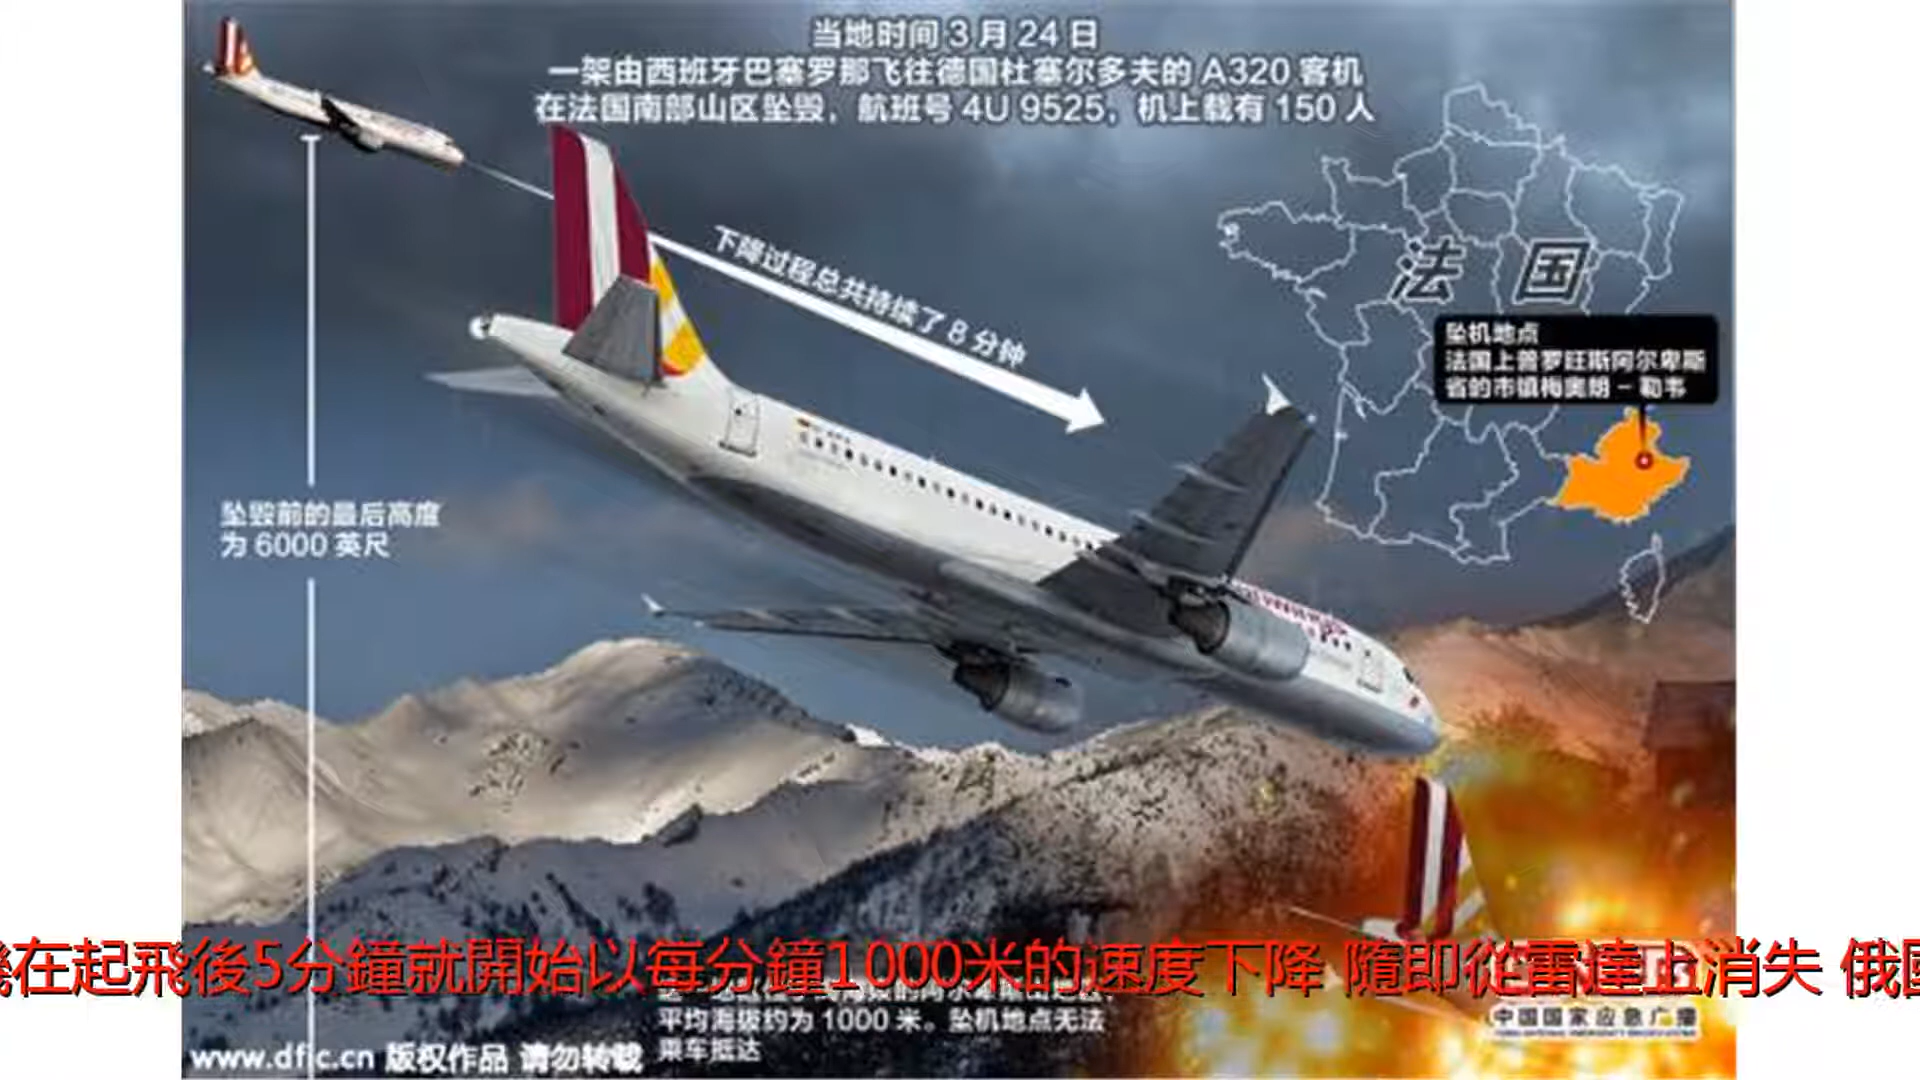 当地时间 3 月 24 日
一架由西班牙巴塞罗那飞往德国杜塞尔多夫的 A320 客机
在法国南部山区坠毁，航班号 4U 9525，机上载有 150 人
下降过程总共持续了 8 分钟
法 国
坠机地点
法国上普罗旺斯阿尔卑斯
省的市镇梅奥朗 - 勒韦
坠毁前的最后高度
为 6000 英尺
在起飛後5分鐘就開始以每分鐘1000米的速度下降 隨即從雷達上消失 俄
平均海拔约为 1000 米。坠机地点无法
乘车抵达
中国国家应急广播
www.dfic.cn 版权作品 请勿转载